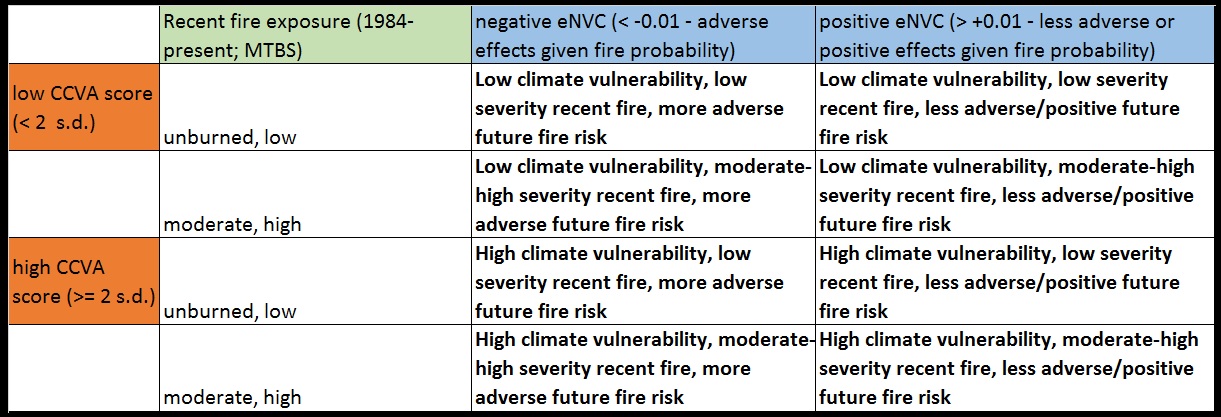 Recent fire exposure (1984-
present; MTBS)
negative eNVC (< -0.01 - adverse
effects given fire probability)
positive eNVC (> +0.01 - less adverse or
positive effects given fire probability)
low CCVA score
(< 2 s.d.)
unburned, low
Low climate vulnerability, low
severity recent fire, more adverse
future fire risk
Low climate vulnerability, low severity
recent fire, less adverse/positive future
fire risk
moderate, high
Low climate vulnerability, moderate-
high severity recent fire, more
adverse future fire risk
Low climate vulnerability, moderate-high
severity recent fire, less adverse/positive
future fire risk
high CCVA
score (>= 2 s.d.)
unburned, low
High climate vulnerability, low
severity recent fire, more adverse
future fire risk
High climate vulnerability, low severity
recent fire, less adverse/positive future
fire risk
moderate, high
High climate vulnerability, moderate-
high severity recent fire, more
adverse future fire risk
High climate vulnerability, moderate-high
severity recent fire, less adverse/positive
future fire risk